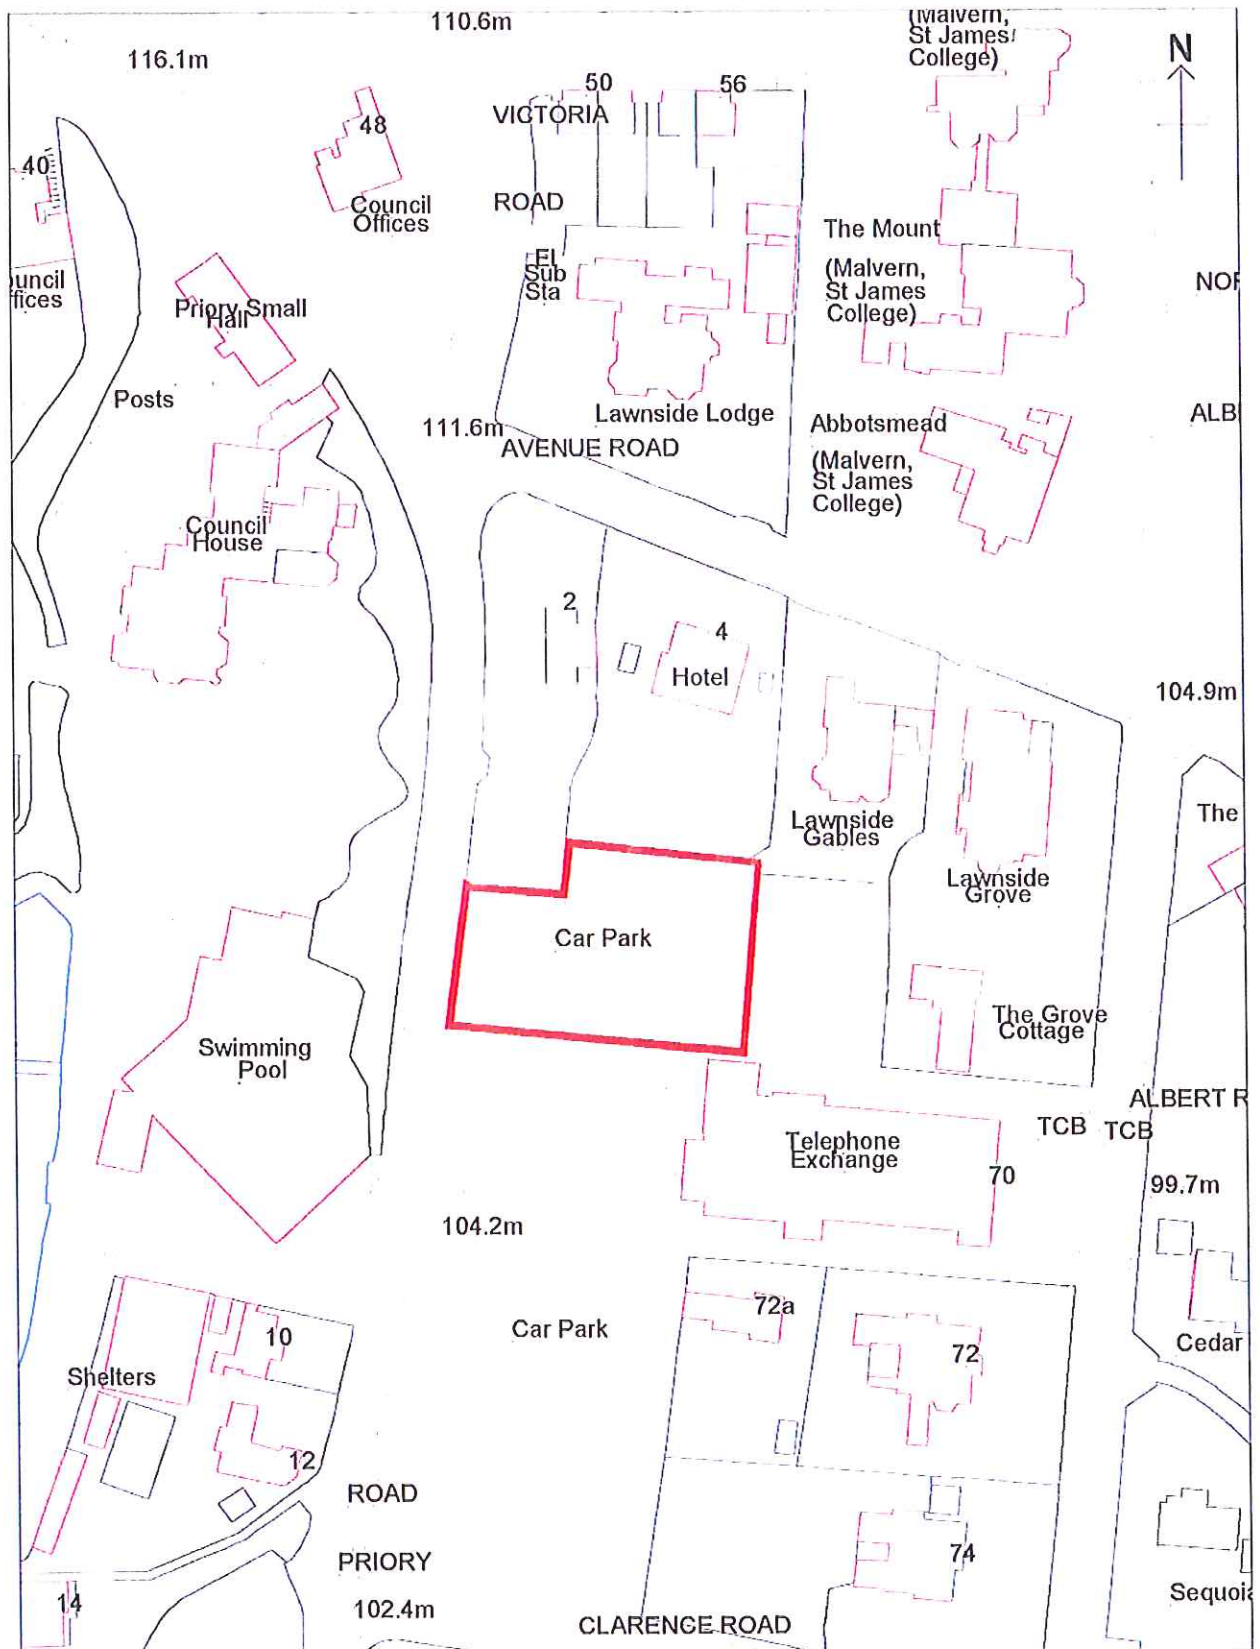 110.6m
(Malvern,
St James
College)
116.1m
N
50
56
VICTORIA
48
40
Council
Offices
ROAD
The Mount
El
Sub
Sta
(Malvern,
St James
College)
Priory Small
Hall
Posts
Lawnside Lodge
111.6m
AVENUE ROAD
Abbotsmead
(Malvern,
St James
College)
Council
House
2
4
Hotel
104.9m
The
Lawnside
Gables
Lawnside
Grove
Car Park
The Grove
Cottage
Swimming
Pool
ALBERT R
TCB
TCB
Telephone
Exchange
70
99.7m
104.2m
72a
Car Park
10
72
Cedar
Shelters
12
ROAD
74
PRIORY
14
102.4m
CLARENCE ROAD